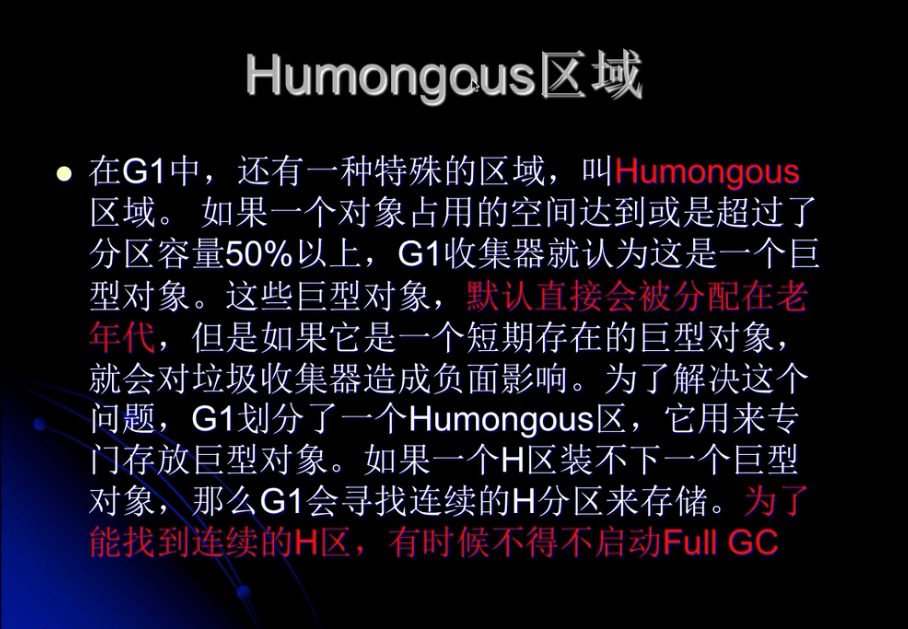 Humongous区域
在G1中，还有一种特殊的区域，叫Humongous
区域。 如果一个对象占用的空间达到或是超过了
分区容量50%以上，G1收集器就认为这是一个巨
型对象。这些巨型对象，默认直接会被分配在老
年代，但是如果它是一个短期存在的巨型对象，
就会对垃圾收集器造成负面影响。为了解决这个
问题，G1划分了一个Humongous区，它用来专
门存放巨型对象。如果一个H区装不下一个巨型
对象，那么G1会寻找连续的H分区来存储。为了
能找到连续的H区，有时候不得不启动Full GC